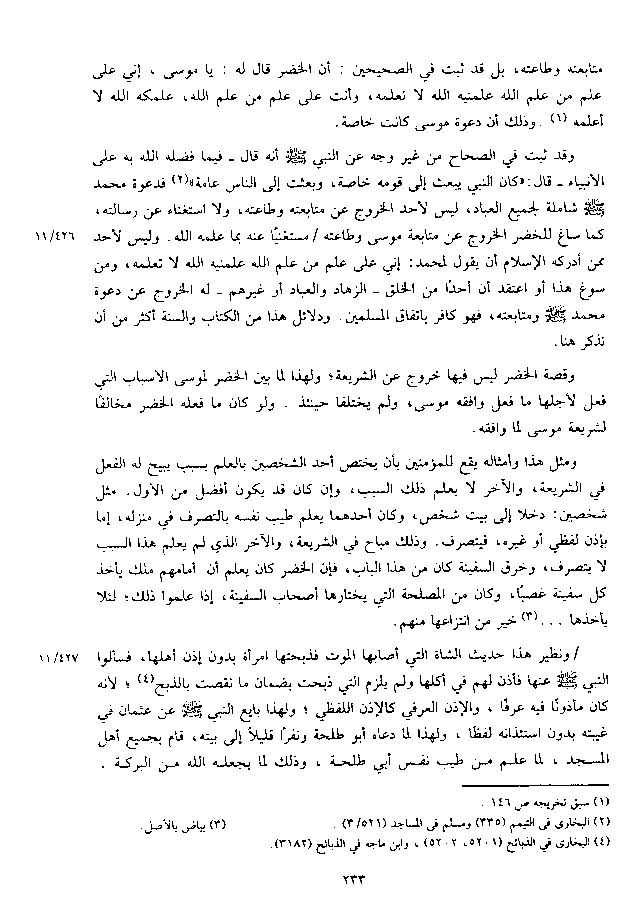 متابعته وطاعته، بل قد ثبت في الصحيحين : أن الخضر قال له : يا موسى ، إني على
علم من علم الله علمنيه الله لا تعلمه، وأنت على علم من علم الله، علمكه الله لا
أعلمه (١) . وذلك أن دعوة موسى كانت خاصة.
وقد ثبت في الصحاح من غير وجه عن النبي ﷺ أنه قال ـ فيما فضله الله به على
الأنبياء ـ قال: «كان النبي يبعث إلى قومه خاصة، وبعثت إلى الناس عامة»(٢) فدعوة محمد
ﷺ شاملة لجميع العباد، ليس لأحد الخروج عن متابعته وطاعته، ولا استغناء عن رسالته،
١١/٤٢٦ كما ساغ للخضر الخروج عن متابعة موسى وطاعته / مستغنيًا عنه بما علمه الله. وليس لأحد
ممن أدركه الإسلام أن يقول لمحمد: إني على علم من علم الله علمنيه الله لا تعلمه، ومن
سوغ هذا أو اعتقد أن أحدًا من الخلق ـ الزهاد والعباد أو غيرهم ـ له الخروج عن دعوة
محمد ﷺ ومتابعته، فهو كافر باتفاق المسلمين. ودلائل هذا من الكتاب والسنة أكثر من أن
نذكر هنا.
وقصة الخضر ليس فيها خروج عن الشريعة؛ ولهذا لما بين الخضر لموسى الأسباب التي
فعل لأجلها ما فعل وافقه موسى، ولم يختلفا حينئذ . ولو كان ما فعله الخضر مخالفًا
لشريعة موسى لما وافقه.
ومثل هذا وأمثاله يقع للمؤمنين بأن يختص أحد الشخصين بالعلم بسبب يبيح له الفعل
في الشريعة، والآخر لا يعلم ذلك السبب، وإن كان قد يكون أفضل من الأول. مثل
شخصين: دخلا إلى بيت شخص، وكان أحدهما يعلم طيب نفسه بالتصرف في منزله، إما
بإذن لفظي أو غيره، فيتصرف. وذلك مباح في الشريعة، والآخر الذي لم يعلم هذا السبب
لا يتصرف، وخرق السفينة كان من هذا الباب، فإن الخضر كان يعلم أن أمامهم ملك يأخذ
كل سفينة غصبًا، وكان من المصلحة التي يختارها أصحاب السفينة، إذا علموا ذلك؛ لئلا
يأخذها ...(٣) خير من انتزاعها منهم.
١١/٤٢٧ / ونظير هذا حديث الشاة التي أصابها الموت فذبحتها امرأة بدون إذن أهلها، فسألوا
النبي ﷺ عنها فأذن لهم في أكلها ولم يلزم التي ذبحت بضمان ما نقصت بالذبح(٤) ؛ لأنه
كان مأذونًا فيه عرفًا، والإذن العرفي كالإذن اللفظي ؛ ولهذا بايع النبي ﷺ عن عثمان في
غيبته بدون استئذانه لفظًا ، ولهذا لما دعاه أبو طلحة ونفرًا قليلاً إلى بيته، قام بجميع أهل
المسجد ، لما علم من طيب نفس أبي طلحة ، وذلك لما يجعله الله من البركة .
(١) سبق تخريجه ص ١٤٦ .
(٢) البخارى فى التيمم (٣٣٥) ومسلم فى المساجد (٣/٥٢١) . (٣) بياض بالأصل.
(٤) البخارى فى الذبائح (٥٢٠١، ٥٢٠٢ ، وابن ماجه فى الذبائح (٣١٨٢).
٢٣٣